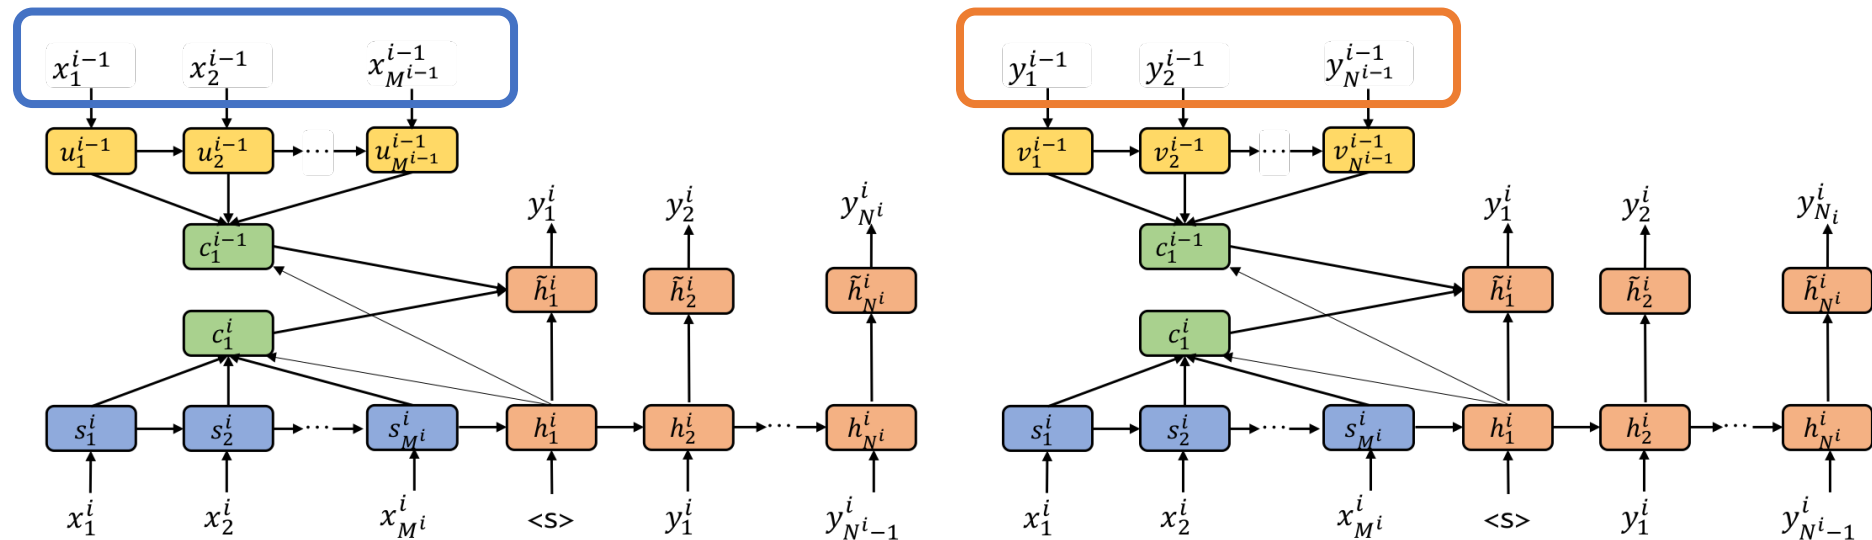 x_1^{i-1} x_2^{i-1} x_{M^{i-1}}^{i-1}
u_1^{i-1} u_2^{i-1} ... u_{M^{i-1}}^{i-1}
c_1^{i-1} y_1^i y_2^i y_{N^i}^i
c_1^i h̃_1^i h̃_2^i h̃_{N^i}^i
s_1^i s_2^i ... s_{M^i}^i h_1^i h_2^i ... h_{N^i}^i
x_1^i x_2^i x_{M^i}^i <s> y_1^i y_{N^i-1}^i
y_1^{i-1} y_2^{i-1} y_{N^{i-1}}^{i-1}
v_1^{i-1} v_2^{i-1} ... v_{N^{i-1}}^{i-1}
c_1^{i-1} y_1^i y_2^i y_{N_i}^i
c_1^i h̃_1^i h̃_2^i h̃_{N^i}^i
s_1^i s_2^i ... s_{M^i}^i h_1^i h_2^i ... h_{N^i}^i
x_1^i x_2^i x_{M^i}^i <s> y_1^i y_{N^i-1}^i